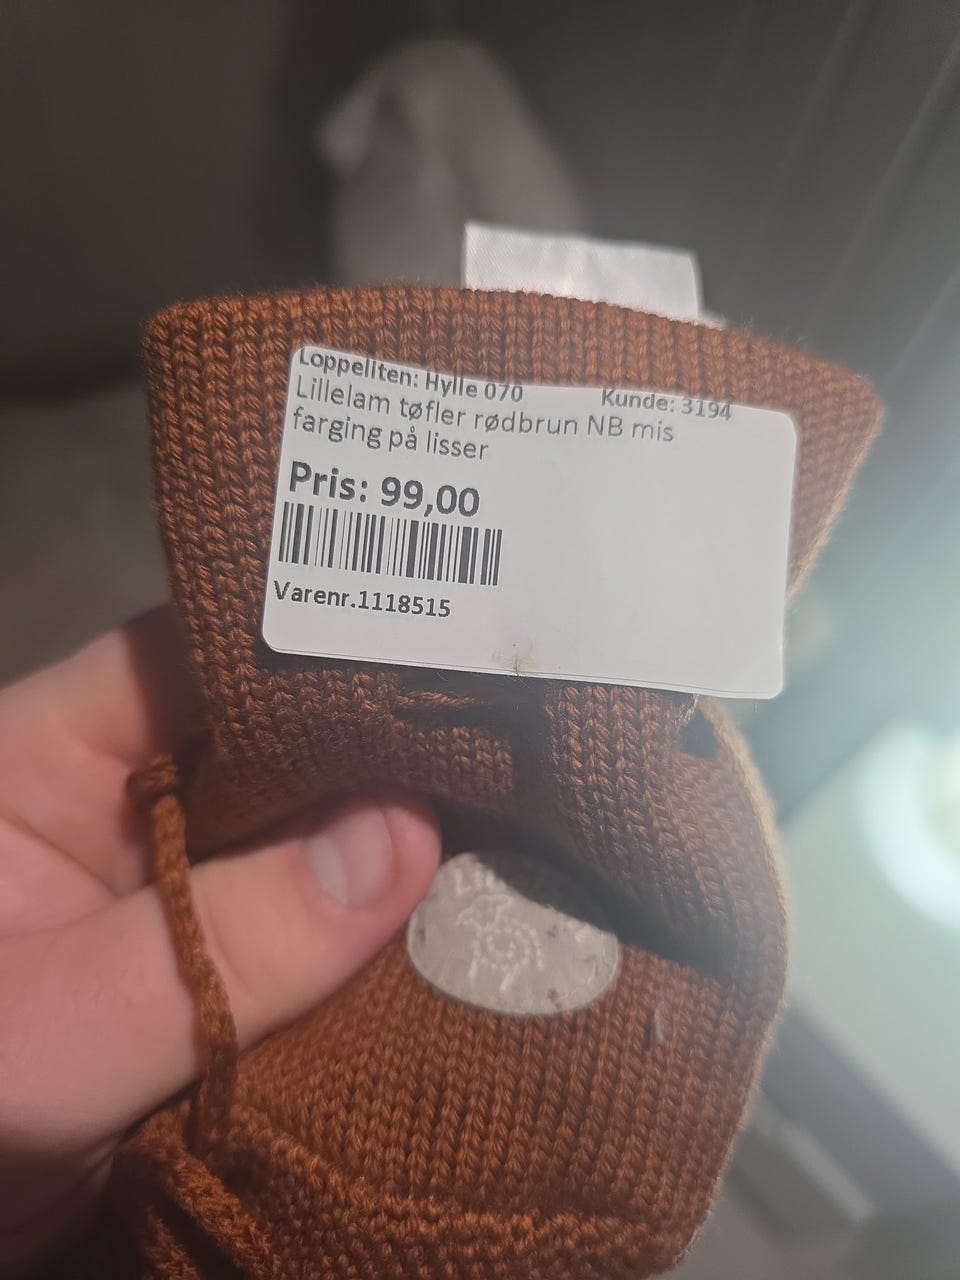 Loppeliten: Hylle 070 Kunde: 3194
Lillelam tøfler rødbrun NB mis
farging på lisser
Pris: 99,00
Varenr.1118515